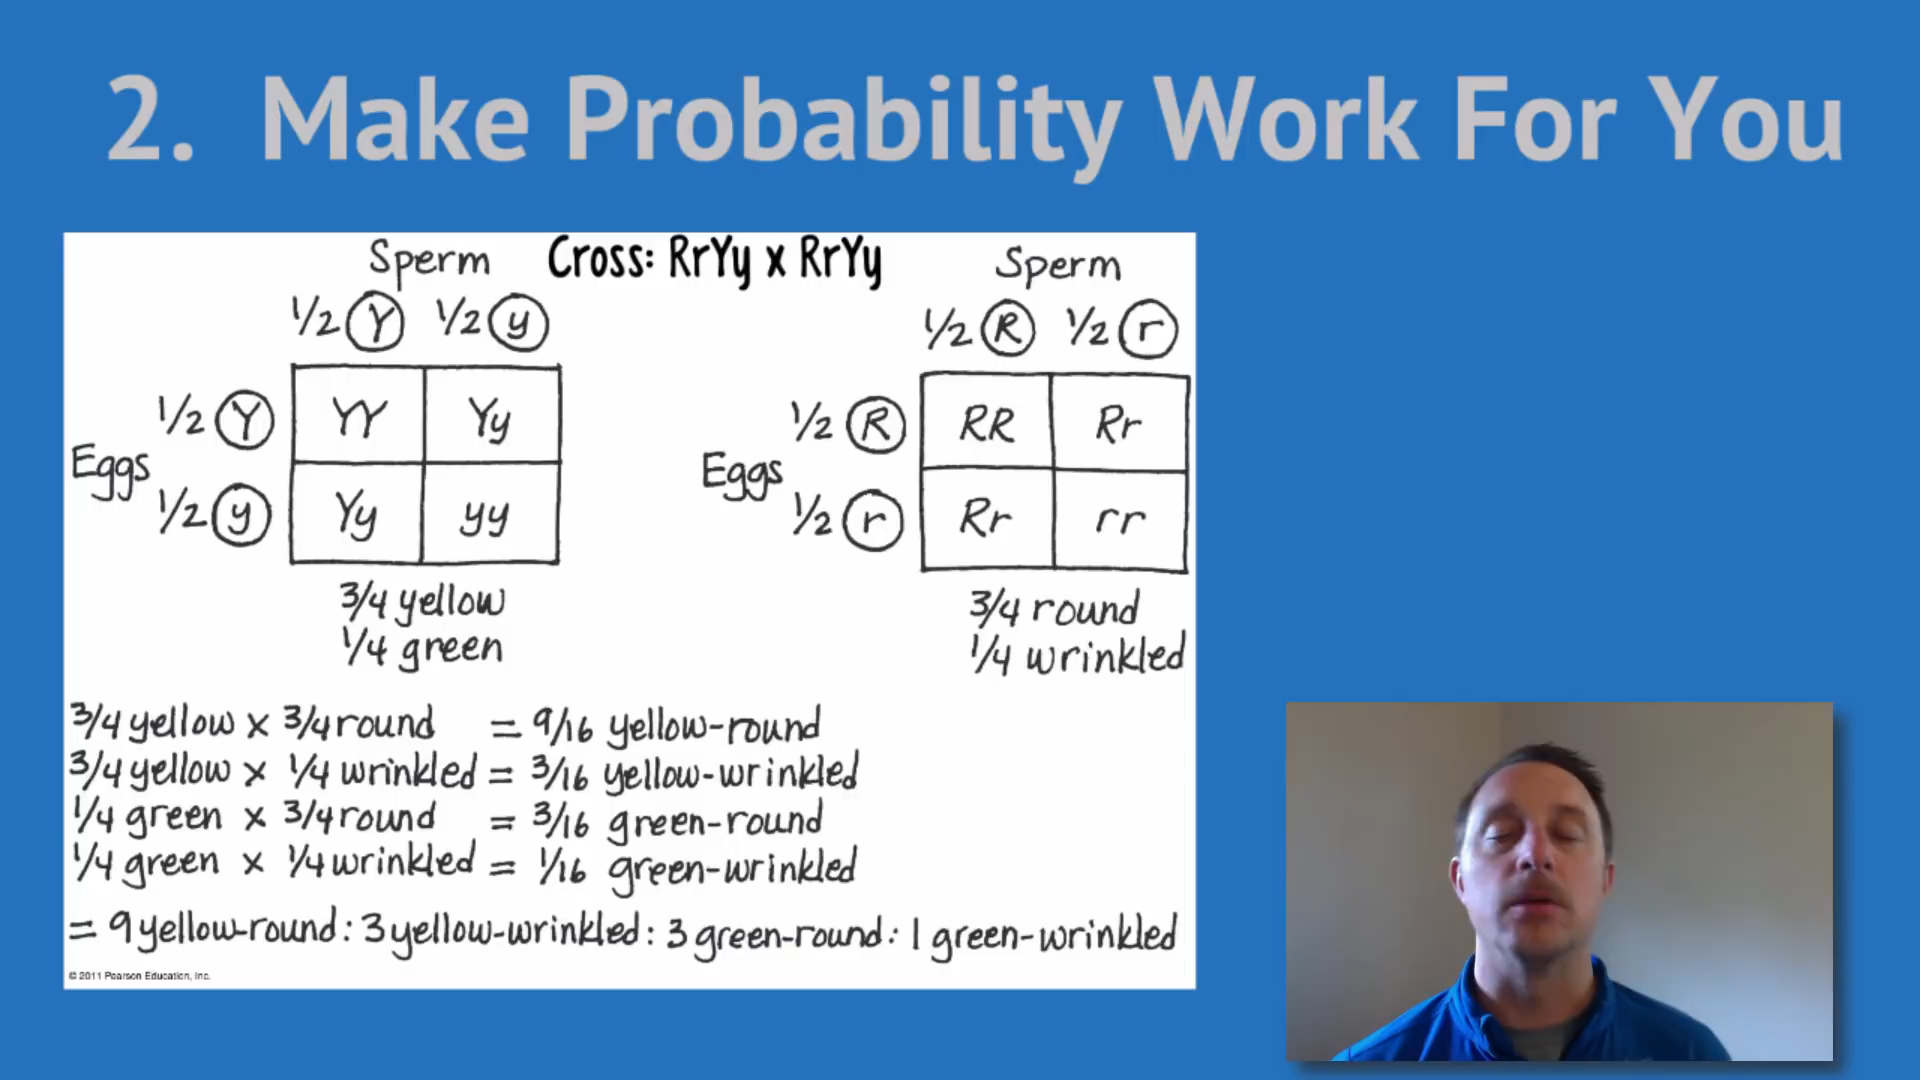 2. Make Probability Work For You
Cross: RrYy x RrYy
Sperm
1/2 Y 1/2 y
Eggs
1/2 Y YY Yy
1/2 y Yy yy
3/4 yellow
1/4 green
Sperm
1/2 R 1/2 r
Eggs
1/2 R RR Rr
1/2 r Rr rr
3/4 round
1/4 wrinkled
3/4 yellow x 3/4 round = 9/16 yellow-round
3/4 yellow x 1/4 wrinkled = 3/16 yellow-wrinkled
1/4 green x 3/4 round = 3/16 green-round
1/4 green x 1/4 wrinkled = 1/16 green-wrinkled
= 9 yellow-round : 3 yellow-wrinkled : 3 green-round : 1 green-wrinkled
© 2011 Pearson Education, Inc.